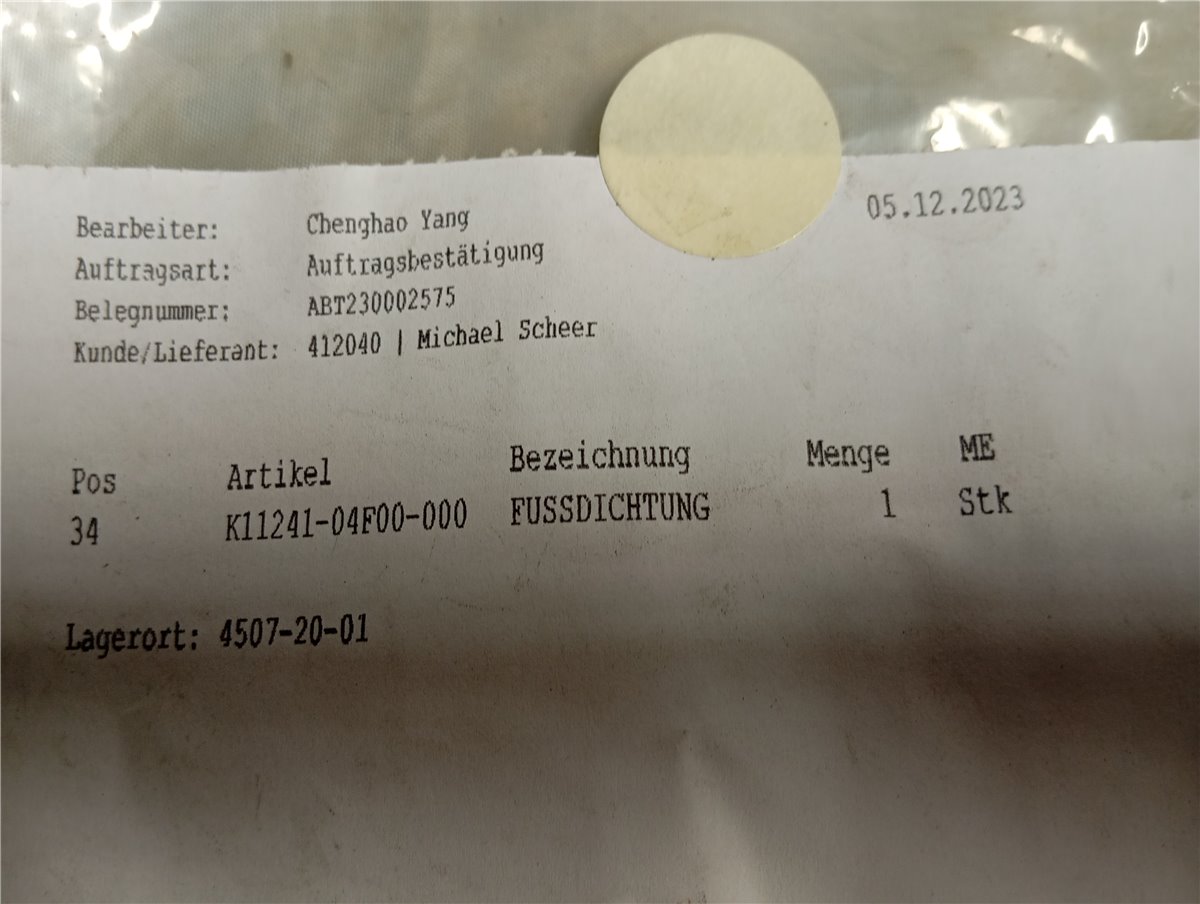 05.12.2023
Bearbeiter: Chenghao Yang
Auftragsart: Auftragsbestätigung
Belegnummer: ABT230002575
Kunde/Lieferant: 412040 | Michael Scheer
Pos Artikel Bezeichnung Menge ME
34 K11241-04F00-000 FUSSDICHTUNG 1 Stk
Lagerort: 4507-20-01